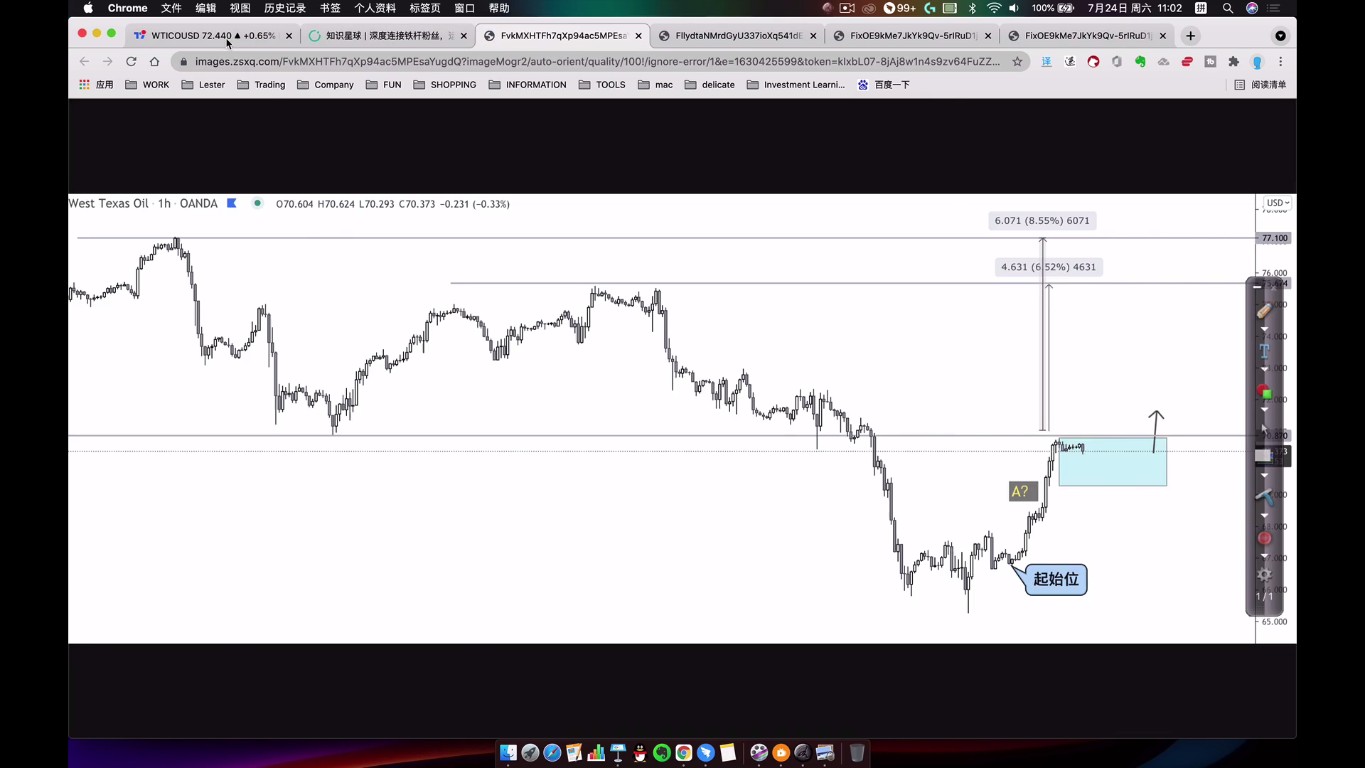 Chrome 文件 编辑 视图 历史记录 书签 个人资料 标签页 窗口 帮助 99+ 100% 7月24日 周六 11:02 拼
WTICOUSD 72.440 ▲ +0.65% 知识星球 | 深度连接铁杆粉丝, FvkMXHTFh7qXp94ac5MPEsa FllydtaNMrdGyU337ioXq541dE FixOE9kMe7JkYk9Qv-5rlRuD1j FixOE9kMe7JkYk9Qv-5rlRuD1j
images.zsxq.com/FvkMXHTFh7qXp94ac5MPEsaYugdQ?imageMogr2/auto-orient/quality/100!/ignore-error/1&e=1630425599&token=kIxbL07-8jAj8w1n4s9zv64FuZZ...
应用 WORK Lester Trading Company FUN SHOPPING INFORMATION TOOLS mac delicate Investment Learni... 百度一下 阅读清单
West Texas Oil · 1h · OANDA O70.604 H70.624 L70.293 C70.373 −0.231 (−0.33%) USD
6.071 (8.55%) 6071
77.100
4.631 (6.52%) 4631
76.000
A?
起始位
1 / 1
65.000